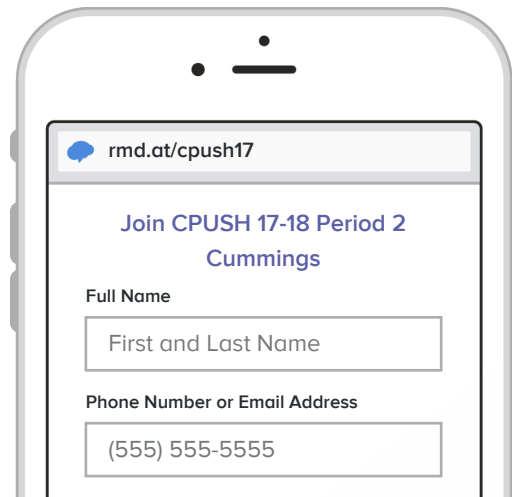 rmd.at/cpush17
Join CPUSH 17-18 Period 2
Cummings
Full Name
First and Last Name
Phone Number or Email Address
(555) 555-5555